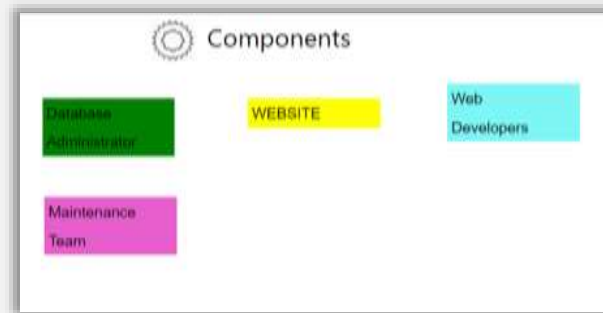 Components
Database
Administrator
WEBSITE
Web
Developers
Maintenance
Team